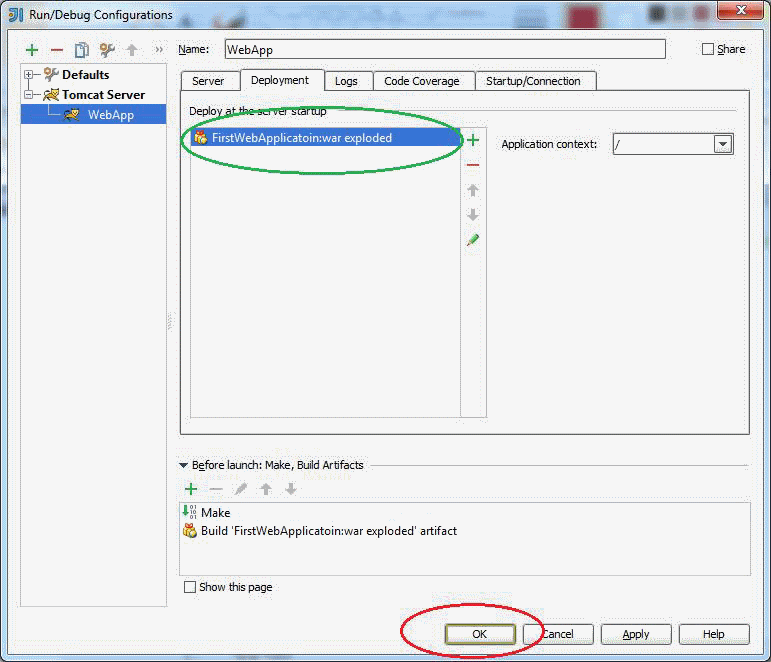 Run/Debug Configurations
Name: WebApp Share
Defaults
Tomcat Server
WebApp
Server Deployment Logs Code Coverage Startup/Connection
Deploy at the server startup
FirstWebApplicatoin:war exploded
Application context: /
Before launch: Make, Build Artifacts
Make
Build 'FirstWebApplicatoin:war exploded' artifact
Show this page
OK Cancel Apply Help